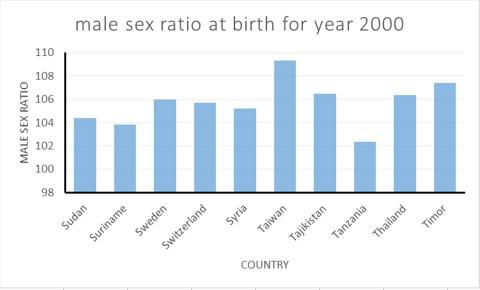 male sex ratio at birth for year 2000
110
108
106
104
102
100
98
MALE SEX RATIO
Sudan
Suriname
Sweden
Switzerland
Syria
Taiwan
Tajikistan
Tanzania
Thailand
Timor
COUNTRY